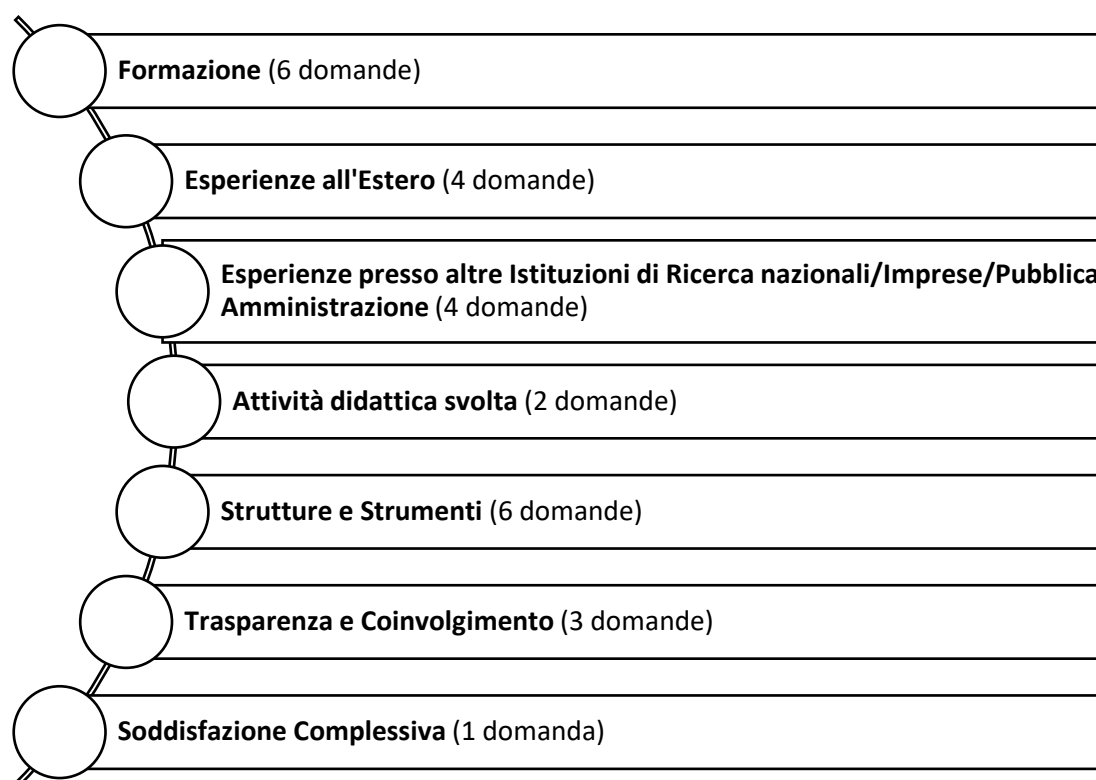 Formazione (6 domande)
Esperienze all'Estero (4 domande)
Esperienze presso altre Istituzioni di Ricerca nazionali/Imprese/Pubblica
Amministrazione (4 domande)
Attività didattica svolta (2 domande)
Strutture e Strumenti (6 domande)
Trasparenza e Coinvolgimento (3 domande)
Soddisfazione Complessiva (1 domanda)